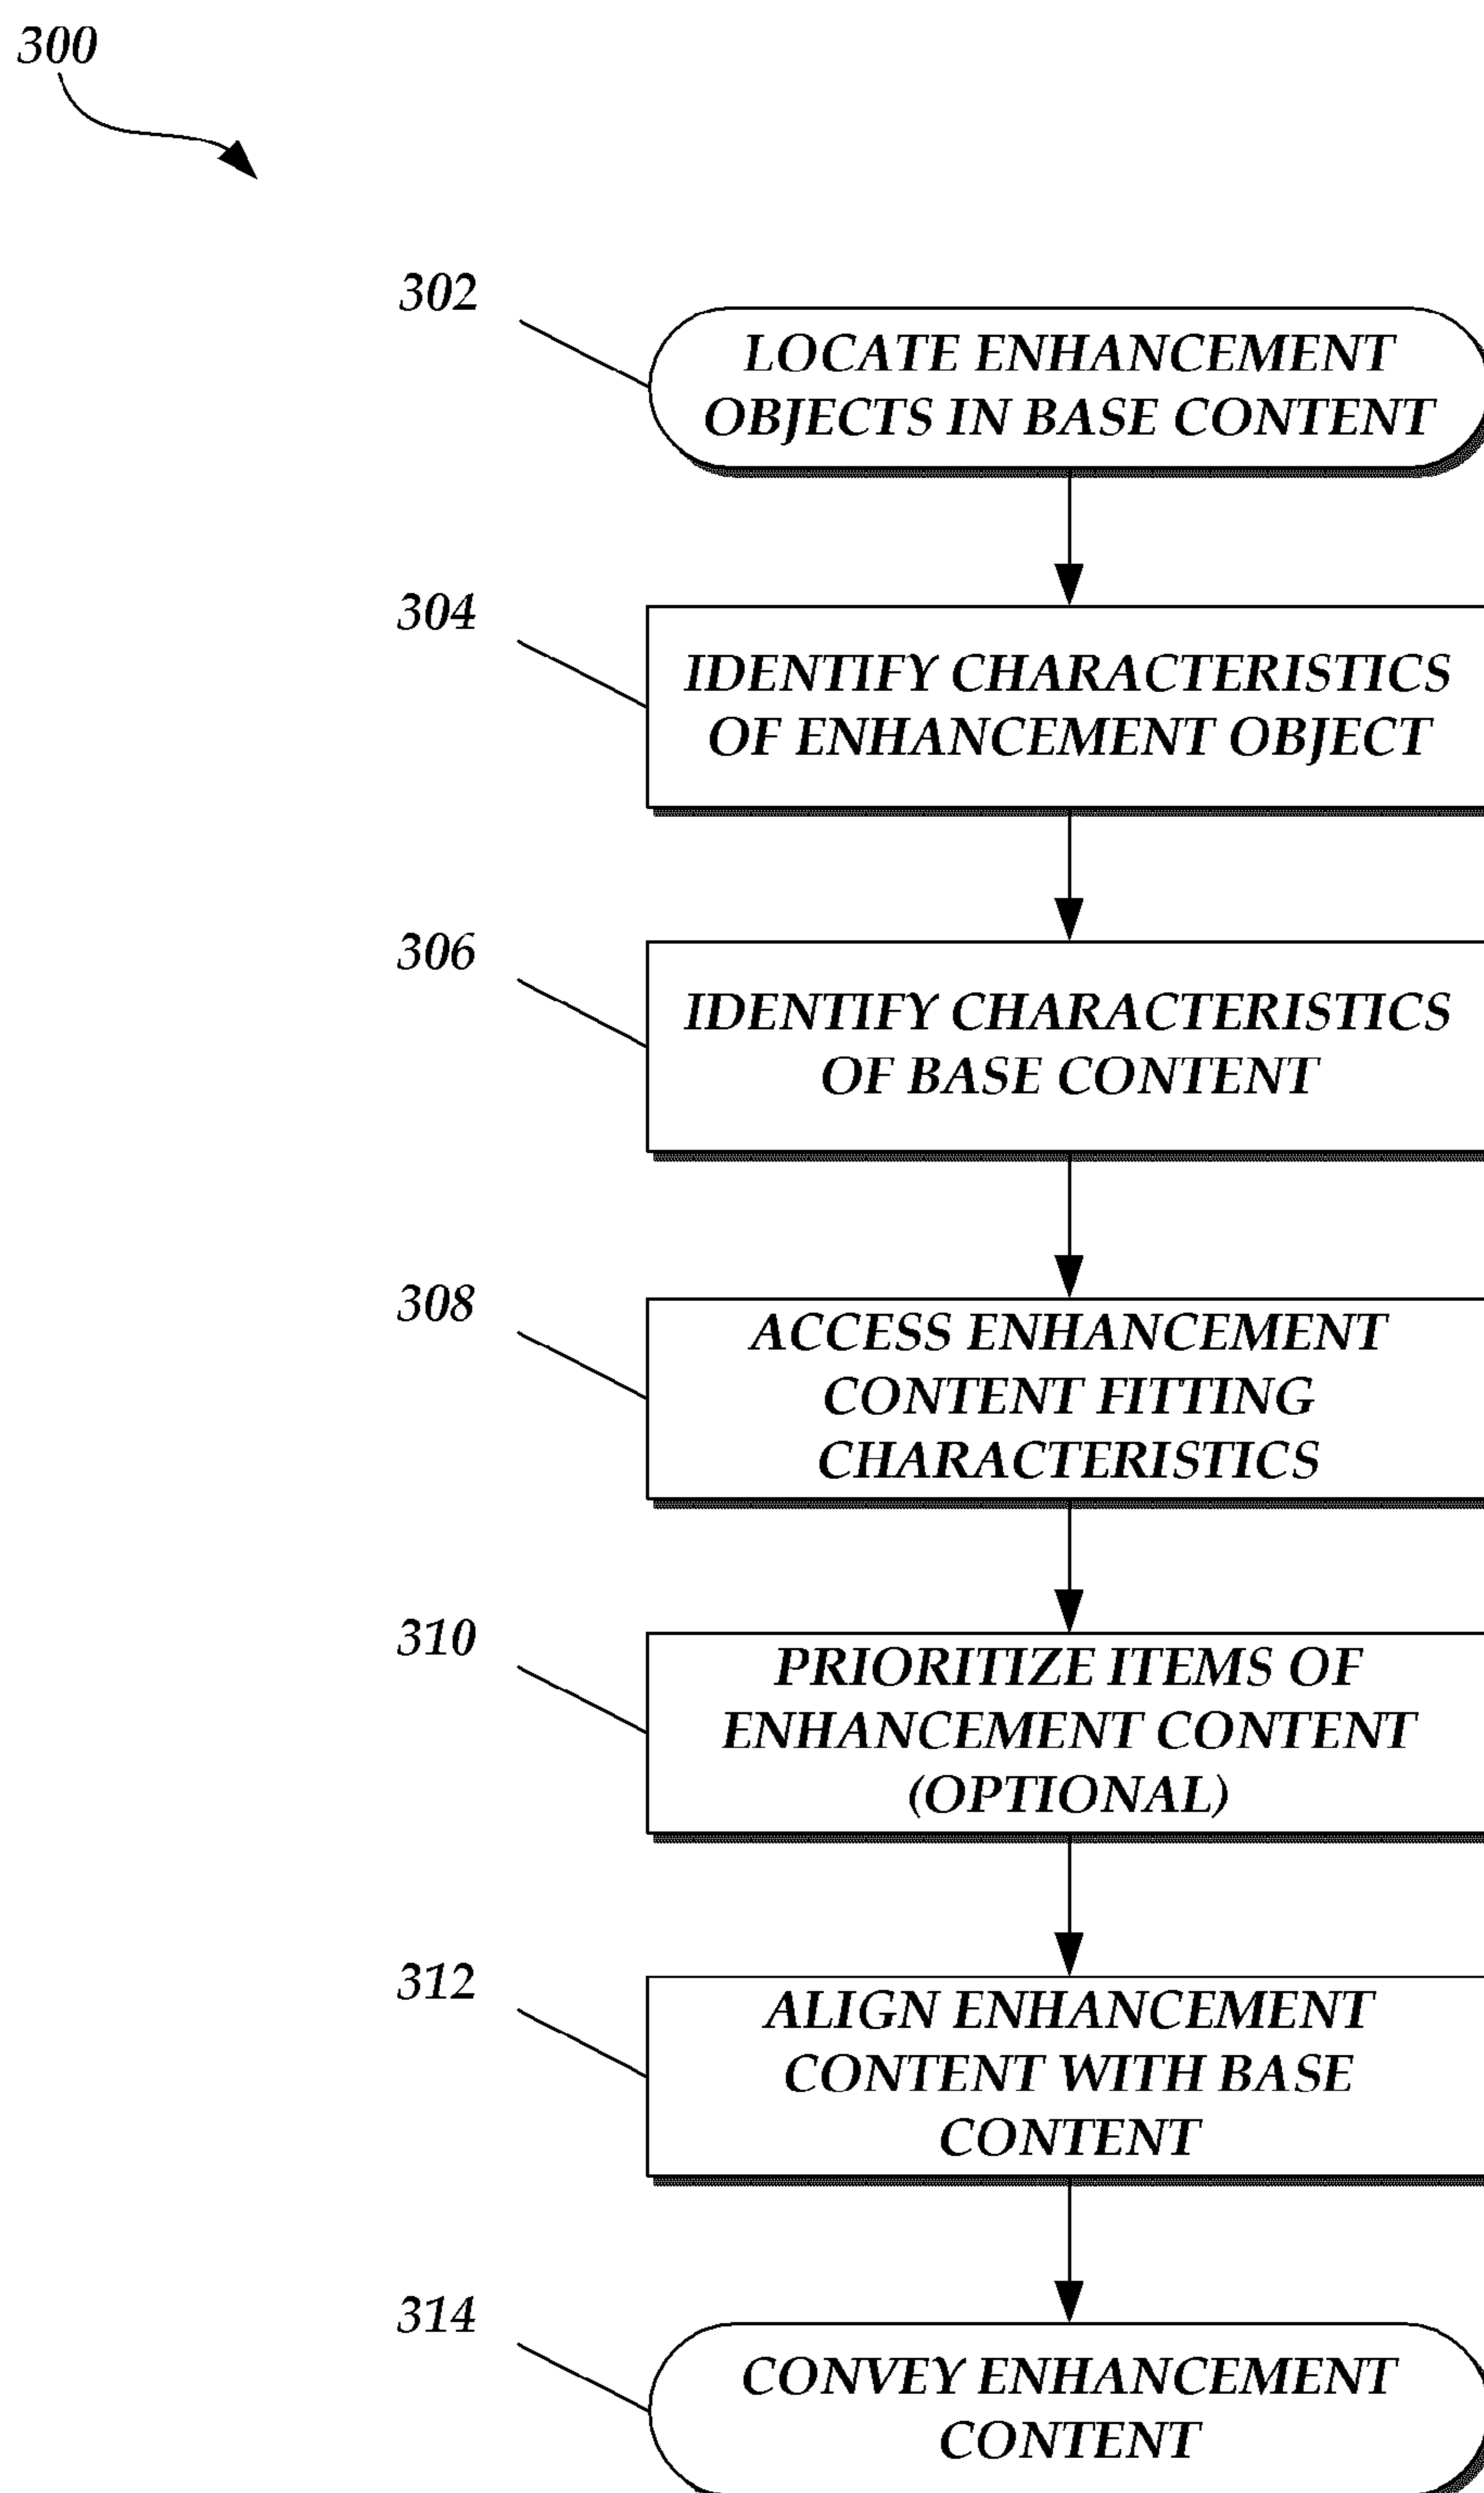 300
302
LOCATE ENHANCEMENT
OBJECTS IN BASE CONTENT
304
IDENTIFY CHARACTERISTICS
OF ENHANCEMENT OBJECT
306
IDENTIFY CHARACTERISTICS
OF BASE CONTENT
308
ACCESS ENHANCEMENT
CONTENT FITTING
CHARACTERISTICS
310
PRIORITIZE ITEMS OF
ENHANCEMENT CONTENT
(OPTIONAL)
312
ALIGN ENHANCEMENT
CONTENT WITH BASE
CONTENT
314
CONVEY ENHANCEMENT
CONTENT